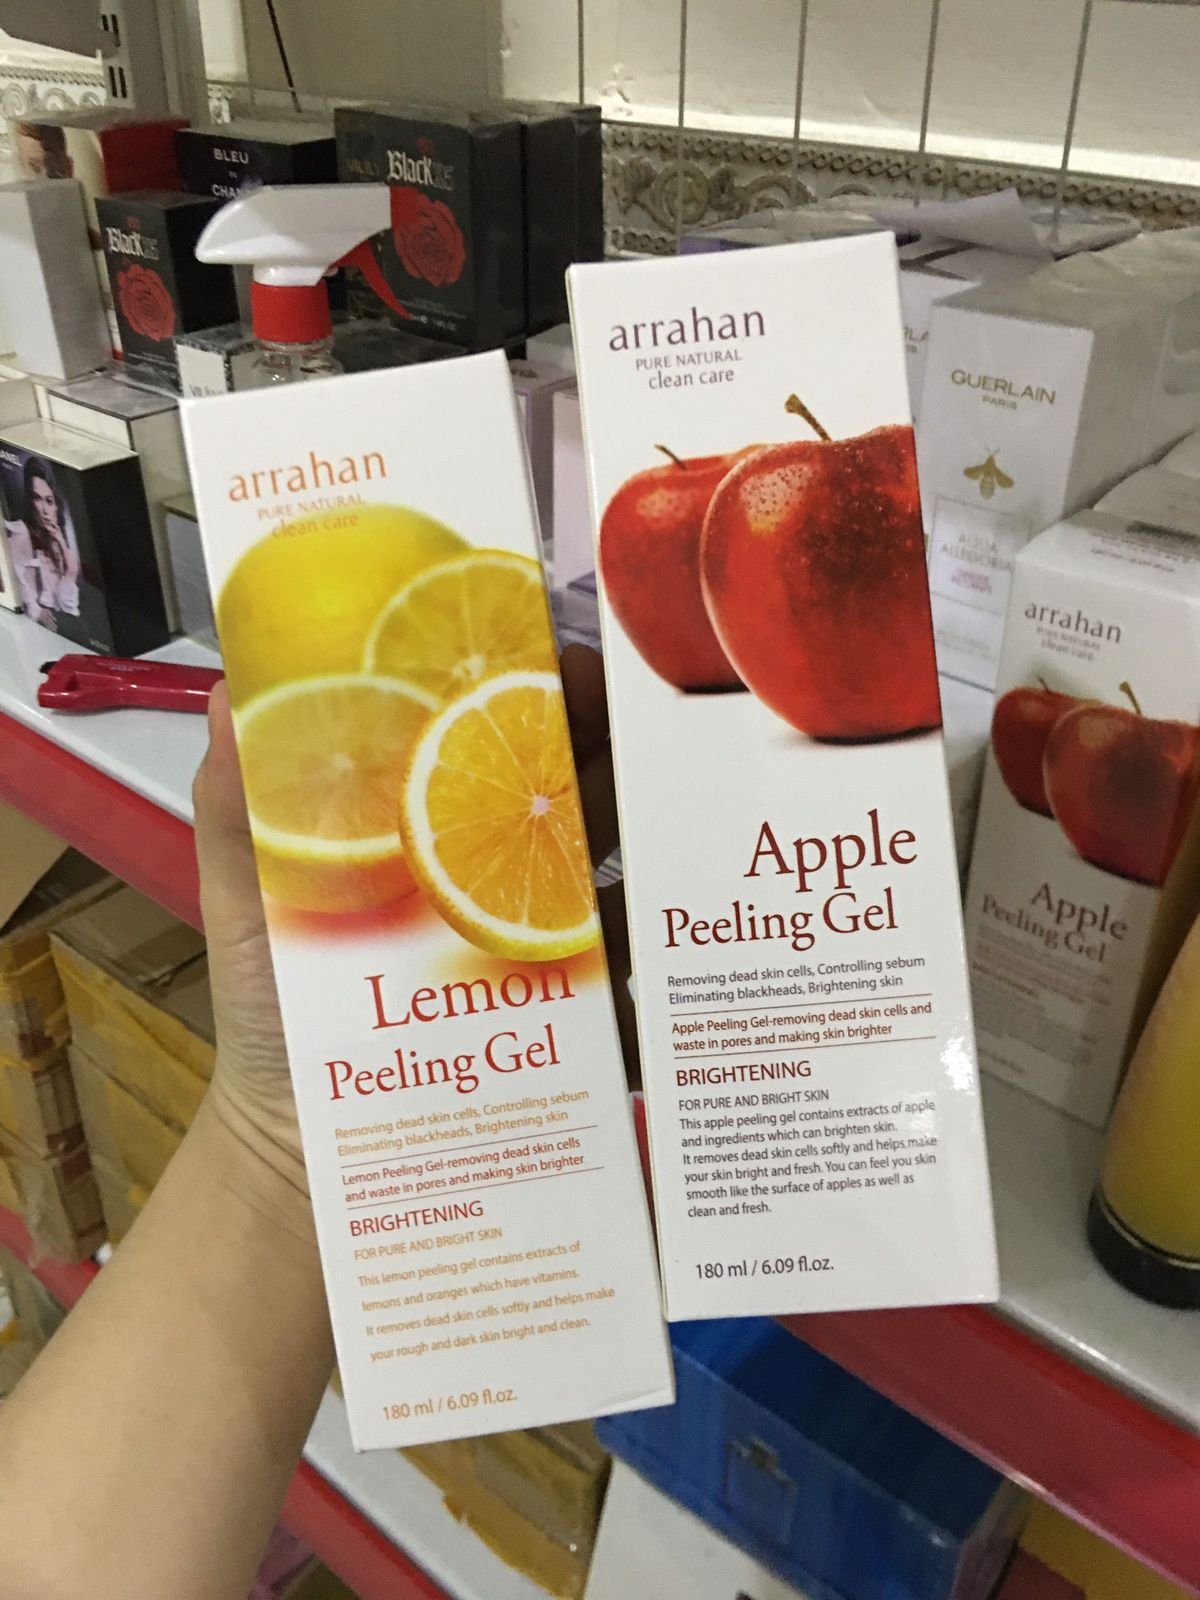 BLEU
DE
CHAN
Black
Black
arrahan
PURE NATURAL
clean care
Lemon
Peeling Gel
Removing dead skin cells, Controlling sebum
Eliminating blackheads, Brightening skin
Lemon Peeling Gel-removing dead skin cells
and waste in pores and making skin brighter
BRIGHTENING
FOR PURE AND BRIGHT SKIN
This lemon peeling gel contains extracts of
lemons and oranges which have vitamins.
It removes dead skin cells softly and helps make
your rough and dark skin bright and clean.
180 ml / 6.09 fl.oz.
arrahan
PURE NATURAL
clean care
Apple
Peeling Gel
Removing dead skin cells, Controlling sebum
Eliminating blackheads, Brightening skin
Apple Peeling Gel-removing dead skin cells and
waste in pores and making skin brighter
BRIGHTENING
FOR PURE AND BRIGHT SKIN
This apple peeling gel contains extracts of apple
and ingredients which can brighten skin.
It removes dead skin cells softly and helps make
your skin bright and fresh. You can feel you skin
smooth like the surface of apples as well as
clean and fresh.
180 ml / 6.09 fl.oz.
GUERLAIN
PARIS
AQUA
ALLEGORIA
arrahan
PURE NATURAL
clean care
Apple
Peeling Gel